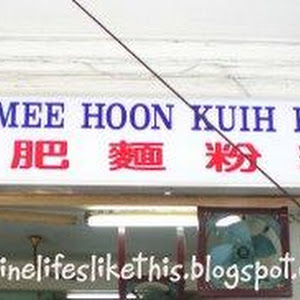 MEE HOON KUIH
肥麵粉
inelifeslikethis.blogspot.